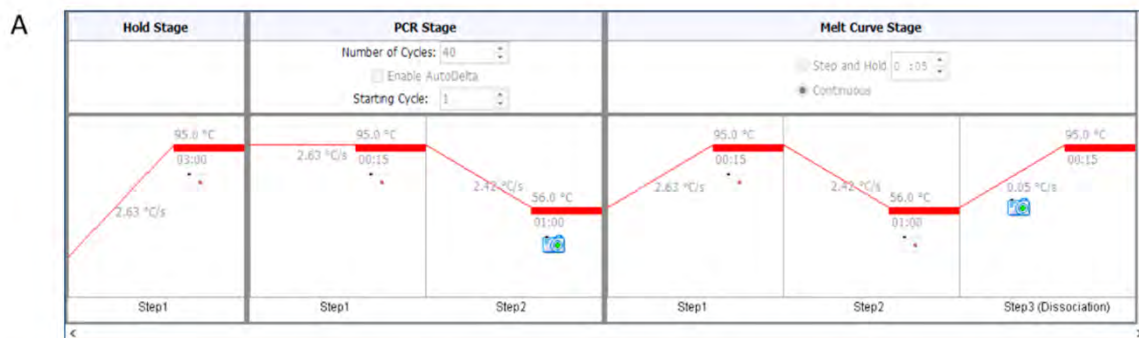 A
Hold Stage
PCR Stage
Melt Curve Stage
Number of Cycles: 40
Enable AutoDelta
Starting Cycle: 1
Step and Hold 0 :05
Continuous
95.0 °C
03:00
2.63 °C/s
95.0 °C
2.63 °C/s
00:15
2.42 °C/s
56.0 °C
01:00
95.0 °C
2.63 °C/s
00:15
2.42 °C/s
56.0 °C
01:00
95.0 °C
0.05 °C/s
00:15
Step1
Step1
Step2
Step1
Step2
Step3 (Dissociation)